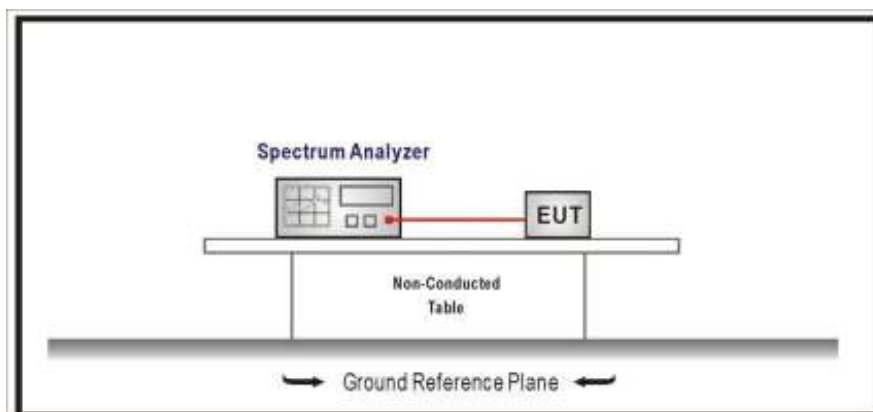 Spectrum Analyzer
EUT
Non-Conducted
Table
Ground Reference Plane